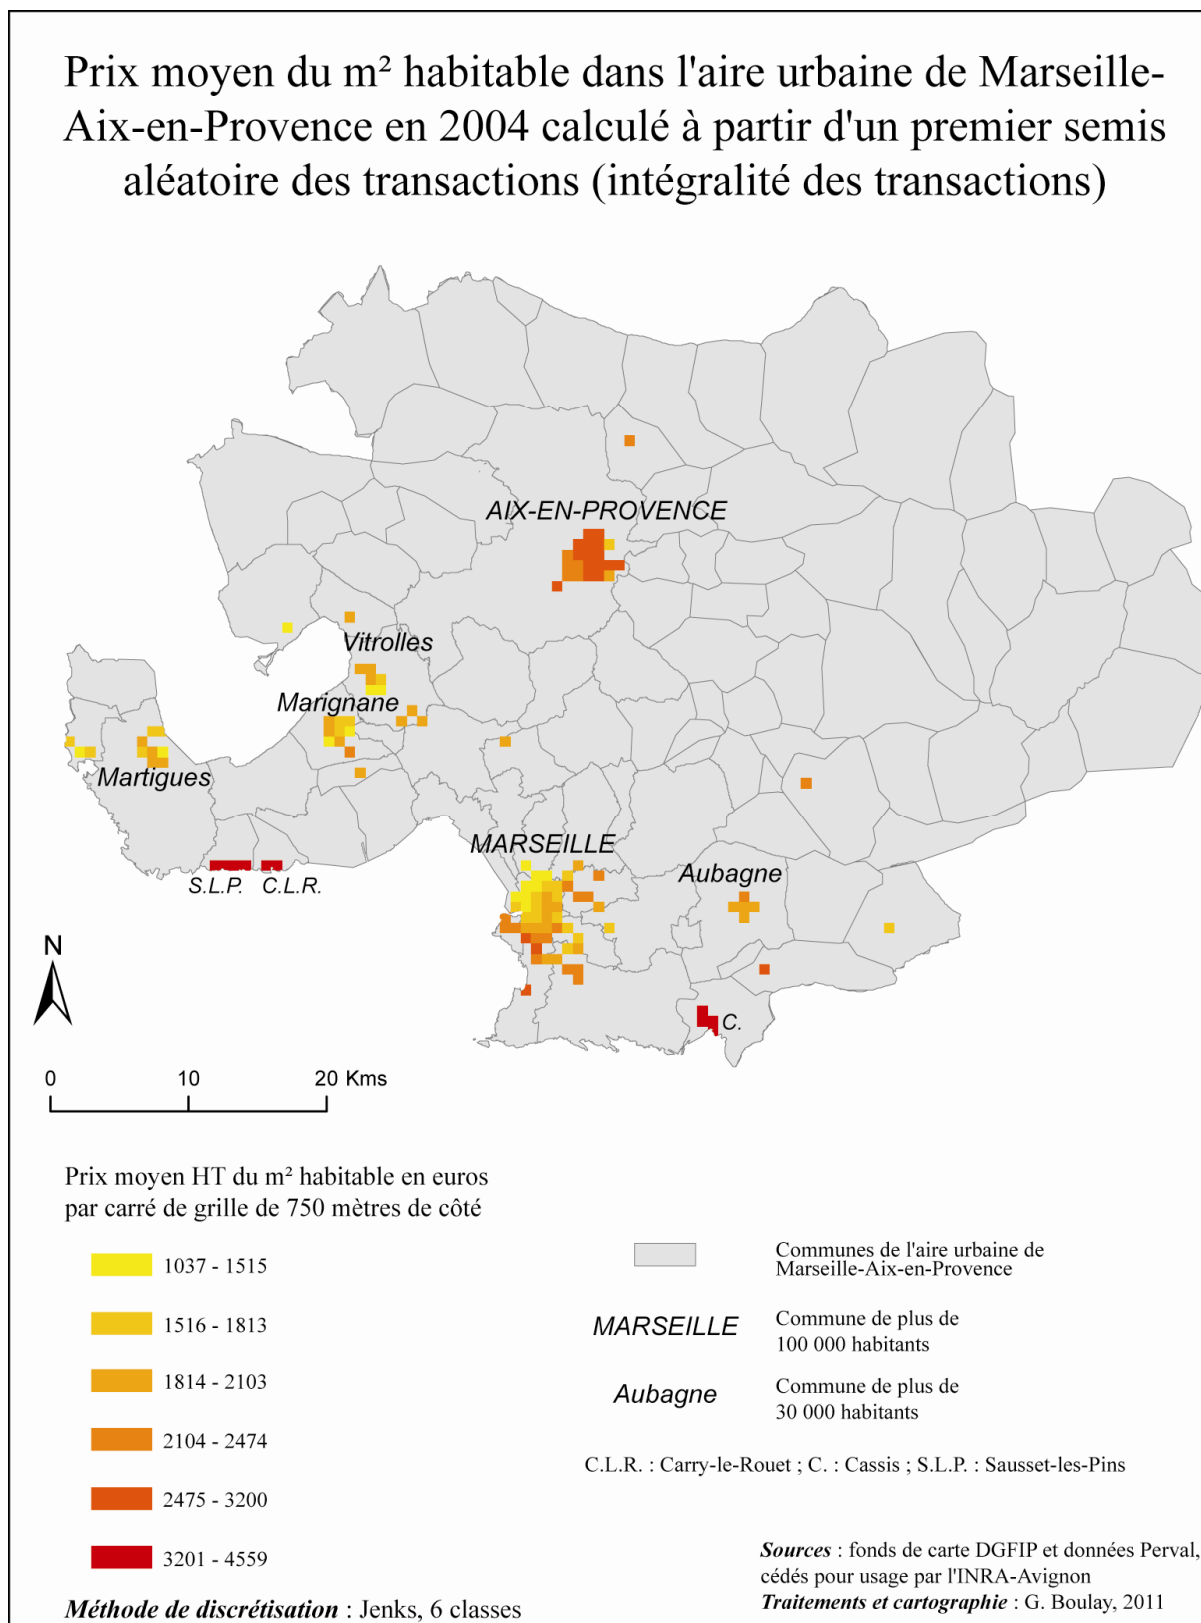 Prix moyen du m² habitable dans l'aire urbaine de Marseille-
Aix-en-Provence en 2004 calculé à partir d'un premier semis
aléatoire des transactions (intégralité des transactions)
AIX-EN-PROVENCE
Vitrolles
Marignane
Martigues
MARSEILLE
Aubagne
S.L.P. C.L.R.
C.
N
0 10 20 Kms
Prix moyen HT du m² habitable en euros
par carré de grille de 750 mètres de côté
1037 - 1515
1516 - 1813
1814 - 2103
2104 - 2474
2475 - 3200
3201 - 4559
Méthode de discrétisation : Jenks, 6 classes
Communes de l'aire urbaine de
Marseille-Aix-en-Provence
MARSEILLE
Commune de plus de
100 000 habitants
Aubagne
Commune de plus de
30 000 habitants
C.L.R. : Carry-le-Rouet ; C. : Cassis ; S.L.P. : Sausset-les-Pins
Sources : fonds de carte DGFIP et données Perval,
cédés pour usage par l'INRA-Avignon
Traitements et cartographie : G. Boulay, 2011